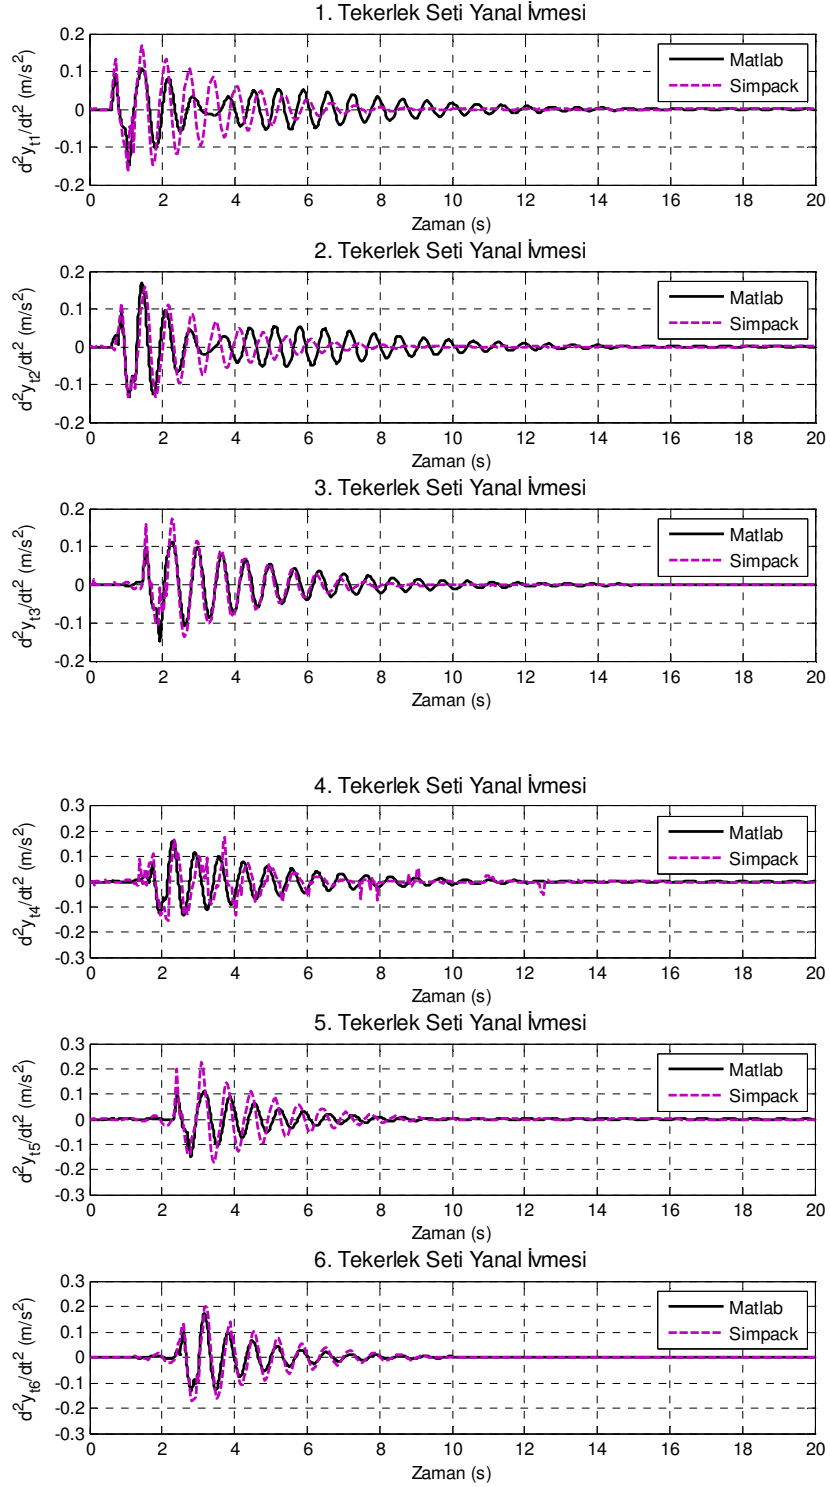 1. Tekerlek Seti Yanal İvmesi
0.2
0.1
0
-0.1
-0.2
d²y_t1/dt² (m/s²)
Matlab
Simpack
0 2 4 6 8 10 12 14 16 18 20
Zaman (s)
2. Tekerlek Seti Yanal İvmesi
0.2
0.1
0
-0.1
-0.2
d²y_t2/dt² (m/s²)
Matlab
Simpack
0 2 4 6 8 10 12 14 16 18 20
Zaman (s)
3. Tekerlek Seti Yanal İvmesi
0.2
0.1
0
-0.1
-0.2
d²y_t3/dt² (m/s²)
Matlab
Simpack
0 2 4 6 8 10 12 14 16 18 20
Zaman (s)
4. Tekerlek Seti Yanal İvmesi
0.3
0.2
0.1
0
-0.1
-0.2
-0.3
d²y_t4/dt² (m/s²)
Matlab
Simpack
0 2 4 6 8 10 12 14 16 18 20
Zaman (s)
5. Tekerlek Seti Yanal İvmesi
0.3
0.2
0.1
0
-0.1
-0.2
-0.3
d²y_t5/dt² (m/s²)
Matlab
Simpack
0 2 4 6 8 10 12 14 16 18 20
Zaman (s)
6. Tekerlek Seti Yanal İvmesi
0.3
0.2
0.1
0
-0.1
-0.2
-0.3
d²y_t6/dt² (m/s²)
Matlab
Simpack
0 2 4 6 8 10 12 14 16 18 20
Zaman (s)